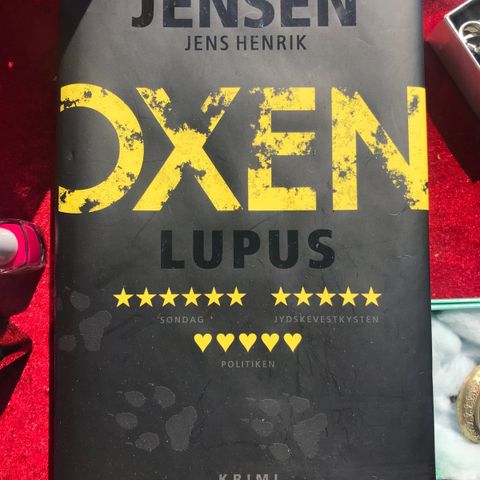 JENSEN
JENS HENRIK
OXEN
LUPUS
★★★★★★ ★★★★★
SØNDAG JYDSKEVESTKYSTEN
♥♥♥♥♥
POLITIKEN
KRIMI